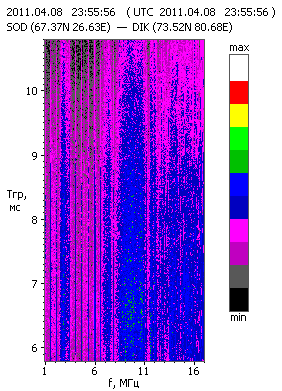 2011.04.08 23:55:56 (UTC 2011.04.08 23:55:56)
SOD (67.37N 26.63E) — DIK (73.52N 80.68E)
max
10
9
Тгр,
мс
8
7
6
min
1 6 11 16
f, МГц